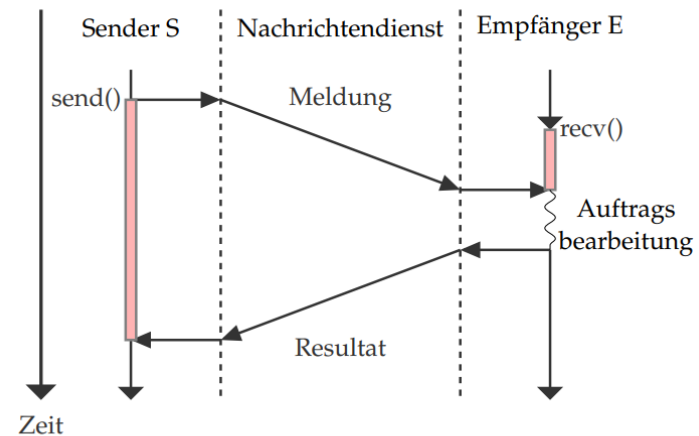 Sender S
Nachrichtendienst
Empfänger E
send()
Meldung
recv()
Auftrags
bearbeitung
Resultat
Zeit